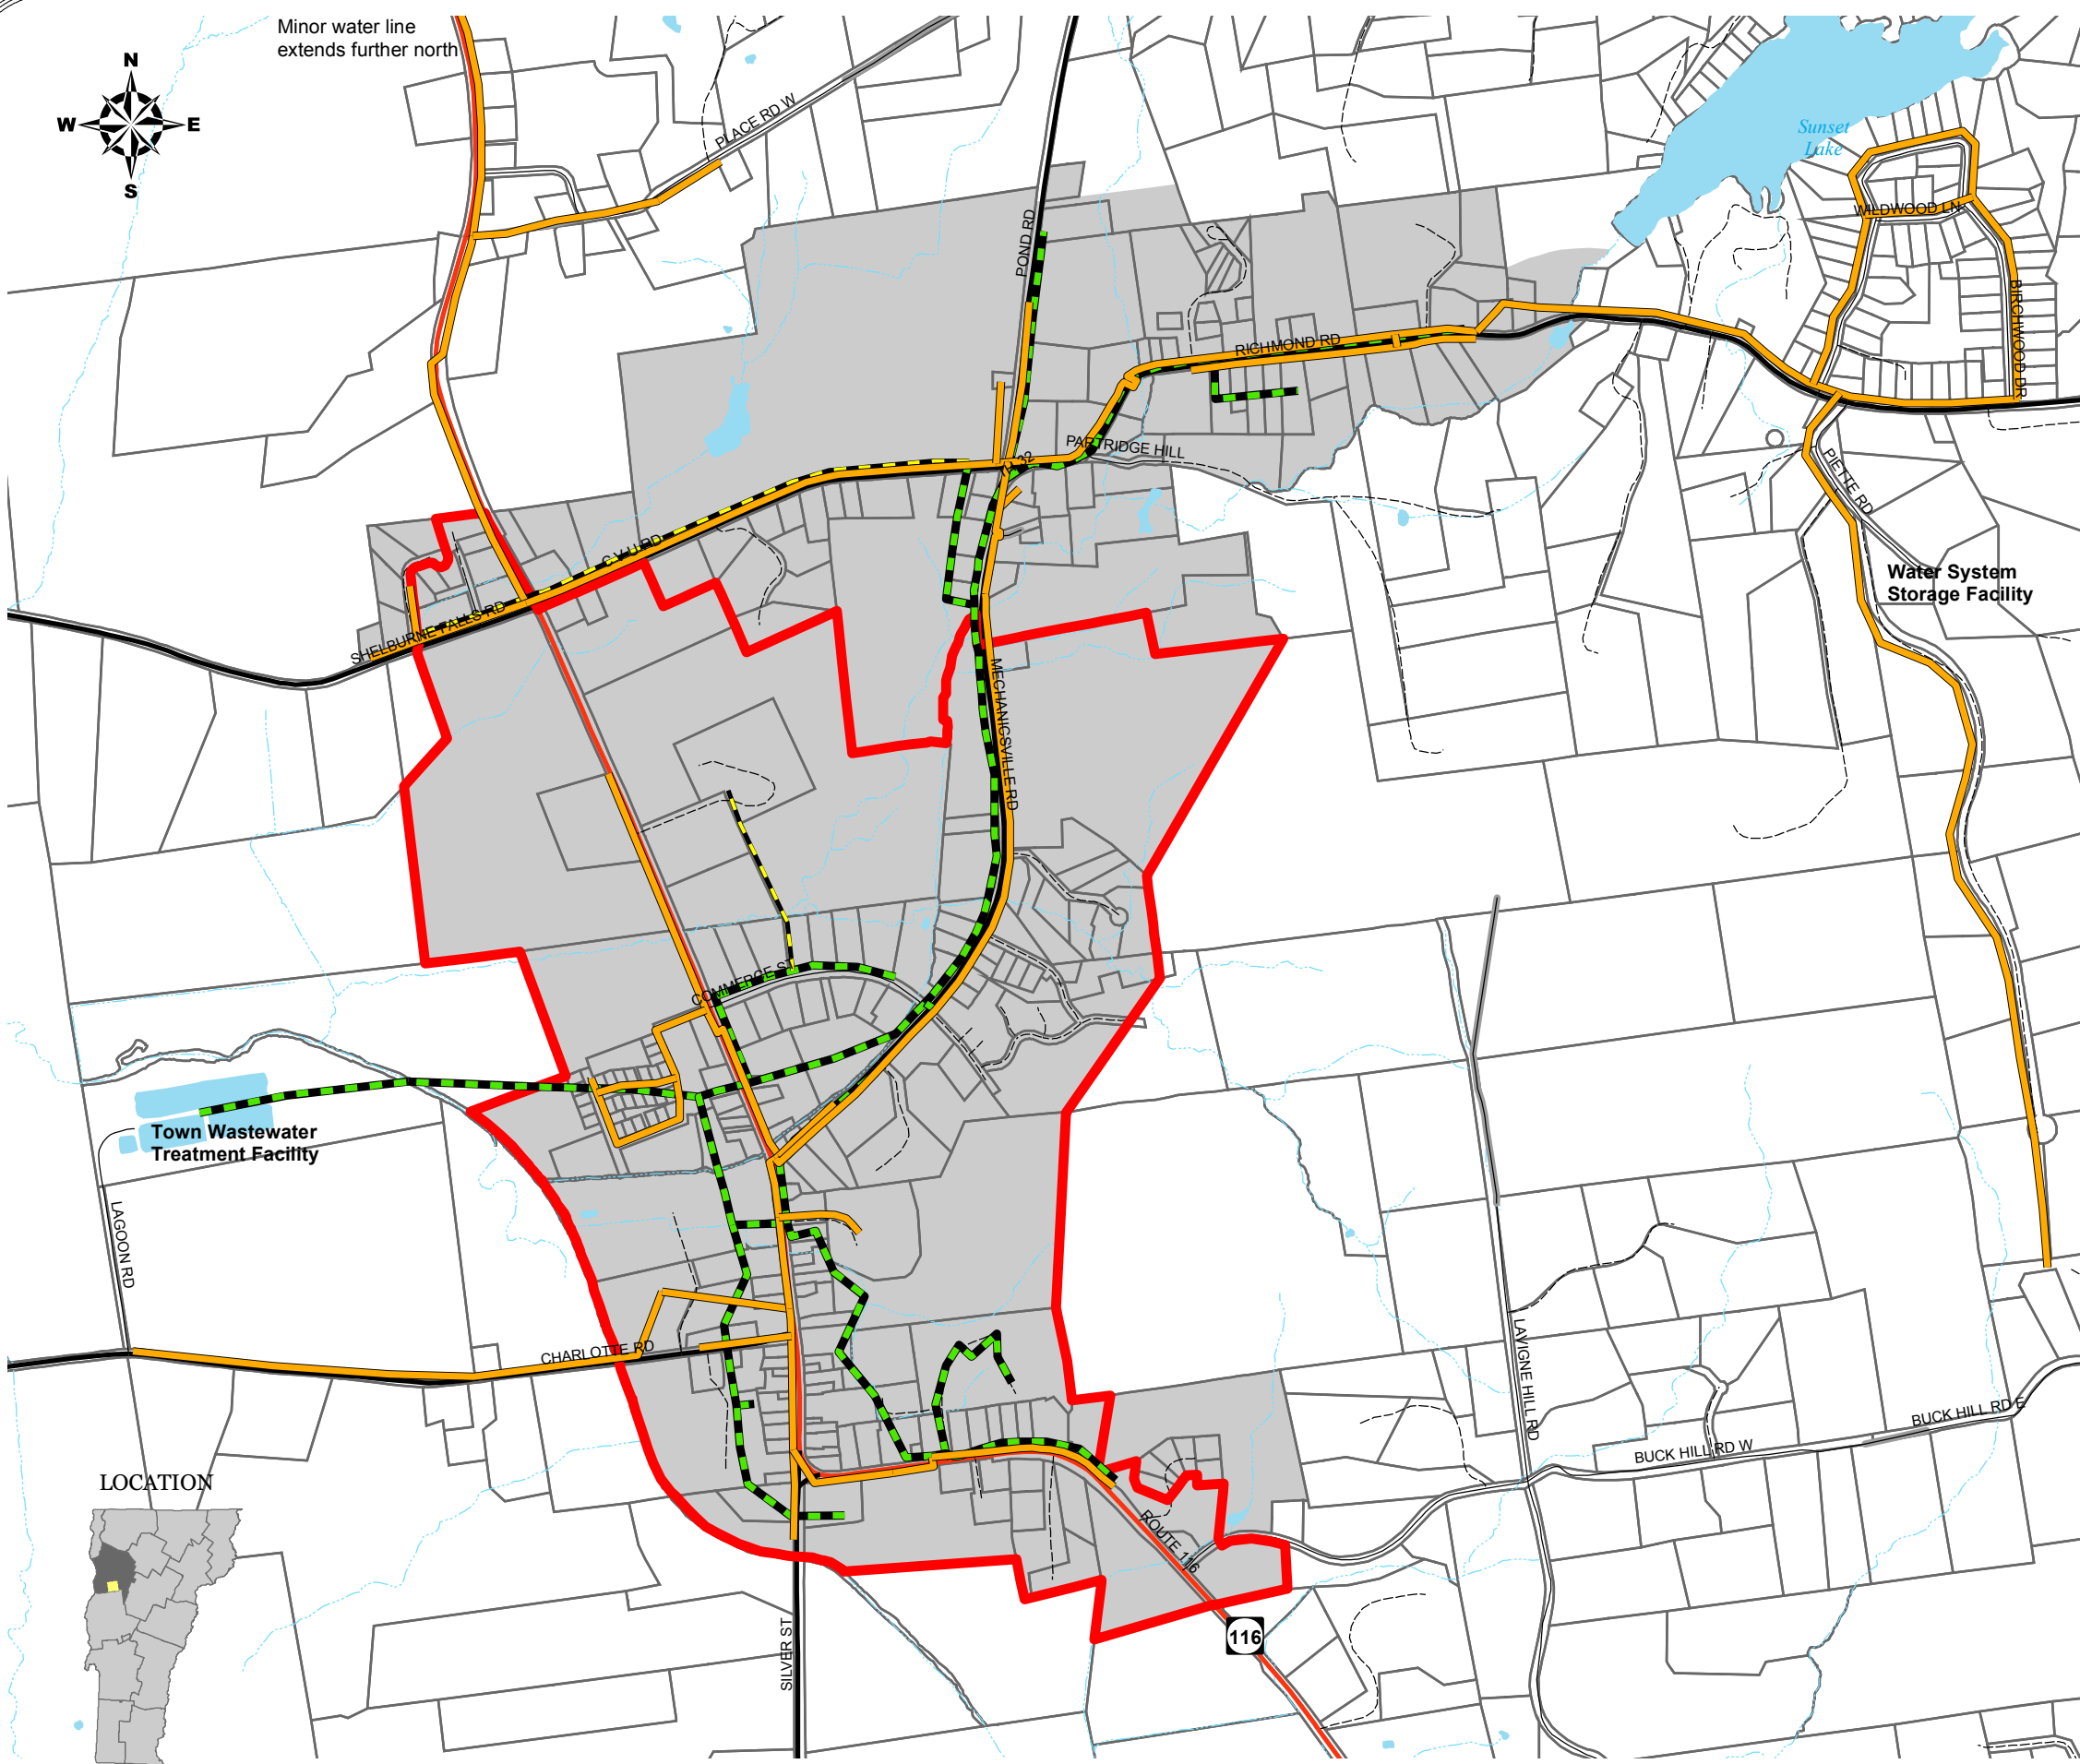 Minor water line
extends further north
N
W
E
S
PLACE RD W
POND RD
Sunset
Lake
WILDWOOD LN
BIRCHWOOD DR
RICHMOND RD
PARTRIDGE HILL
PIETTE RD
C V U RD
SHELBURNE FALLS RD
Water System
Storage Facility
MECHANICSVILLE RD
COMMERCE ST
Town Wastewater
Treatment Facility
LAGOON RD
CHARLOTTE RD
LAVIGNE HILL RD
BUCK HILL RD E
BUCK HILL RD W
LOCATION
ROUTE 116
116
SILVER ST